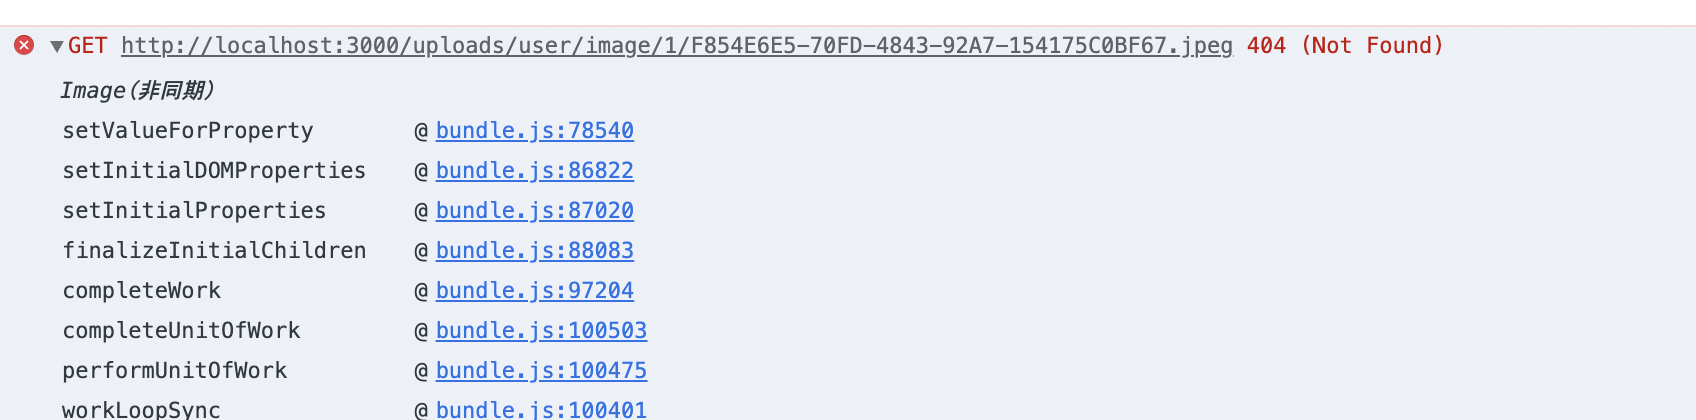 GET http://localhost:3000/uploads/user/image/1/F854E6E5-70FD-4843-92A7-154175C0BF67.jpeg 404 (Not Found)
Image(非同期)
setValueForProperty @ bundle.js:78540
setInitialDOMProperties @ bundle.js:86822
setInitialProperties @ bundle.js:87020
finalizeInitialChildren @ bundle.js:88083
completeWork @ bundle.js:97204
completeUnitOfWork @ bundle.js:100503
performUnitOfWork @ bundle.js:100475
workLoopSync @ bundle.js:100401